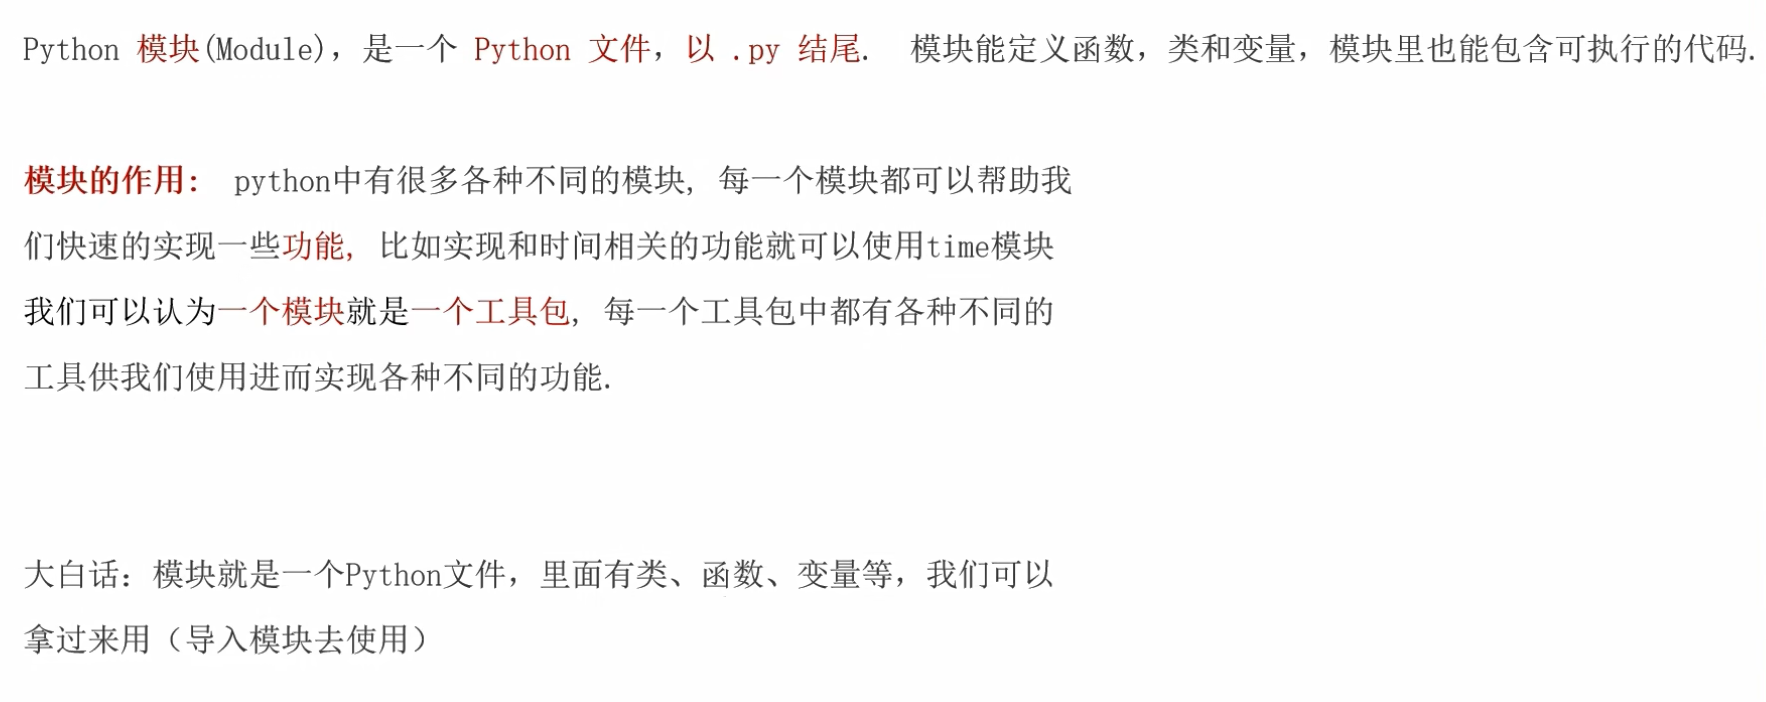 Python 模块(Module)，是一个 Python 文件，以 .py 结尾.  模块能定义函数，类和变量，模块里也能包含可执行的代码.
模块的作用： python中有很多各种不同的模块, 每一个模块都可以帮助我
们快速的实现一些功能, 比如实现和时间相关的功能就可以使用time模块
我们可以认为一个模块就是一个工具包, 每一个工具包中都有各种不同的
工具供我们使用进而实现各种不同的功能.
大白话：模块就是一个Python文件，里面有类、函数、变量等，我们可以
拿过来用（导入模块去使用）